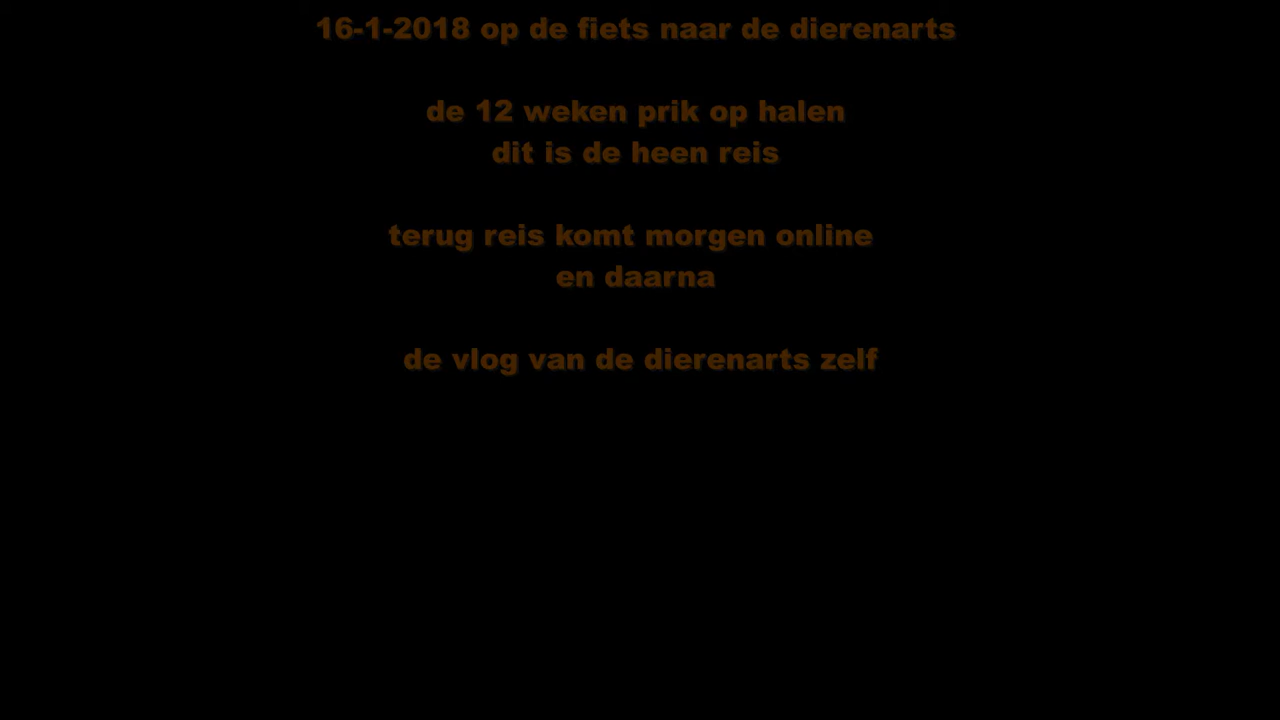 16-1-2018 op de fiets naar de dierenarts
de 12 weken prik op halen
dit is de heen reis
terug reis komt morgen online
en daarna
de vlog van de dierenarts zelf